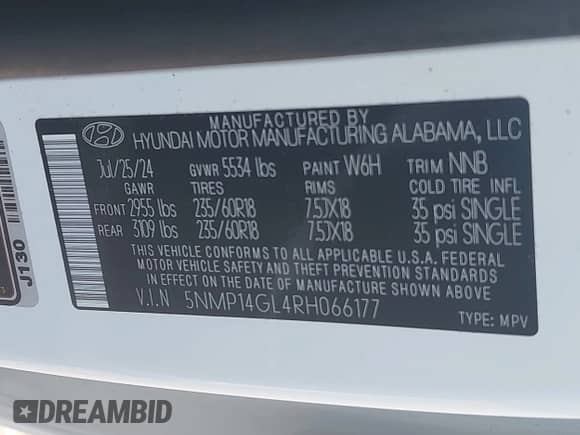 MANUFACTURED BY
HYUNDAI MOTOR MANUFACTURING ALABAMA, LLC
Jul/25/24 GVWR 5534 lbs PAINT W6H TRIM NNB
GAWR TIRES RIMS COLD TIRE INFL
FRONT 2955 lbs 235/60R18 7.5JX18 35 psi SINGLE
REAR 3109 lbs 235/60R18 7.5JX18 35 psi SINGLE
THIS VEHICLE CONFORMS TO ALL APPLICABLE U.S.A. FEDERAL
MOTOR VEHICLE SAFETY AND THEFT PREVENTION STANDARDS
IN EFFECT ON THE DATE OF MANUFACTURE SHOWN ABOVE.
V.I.N 5NMP14GL4RH066177
TYPE: MPV
J130
DREAMBID